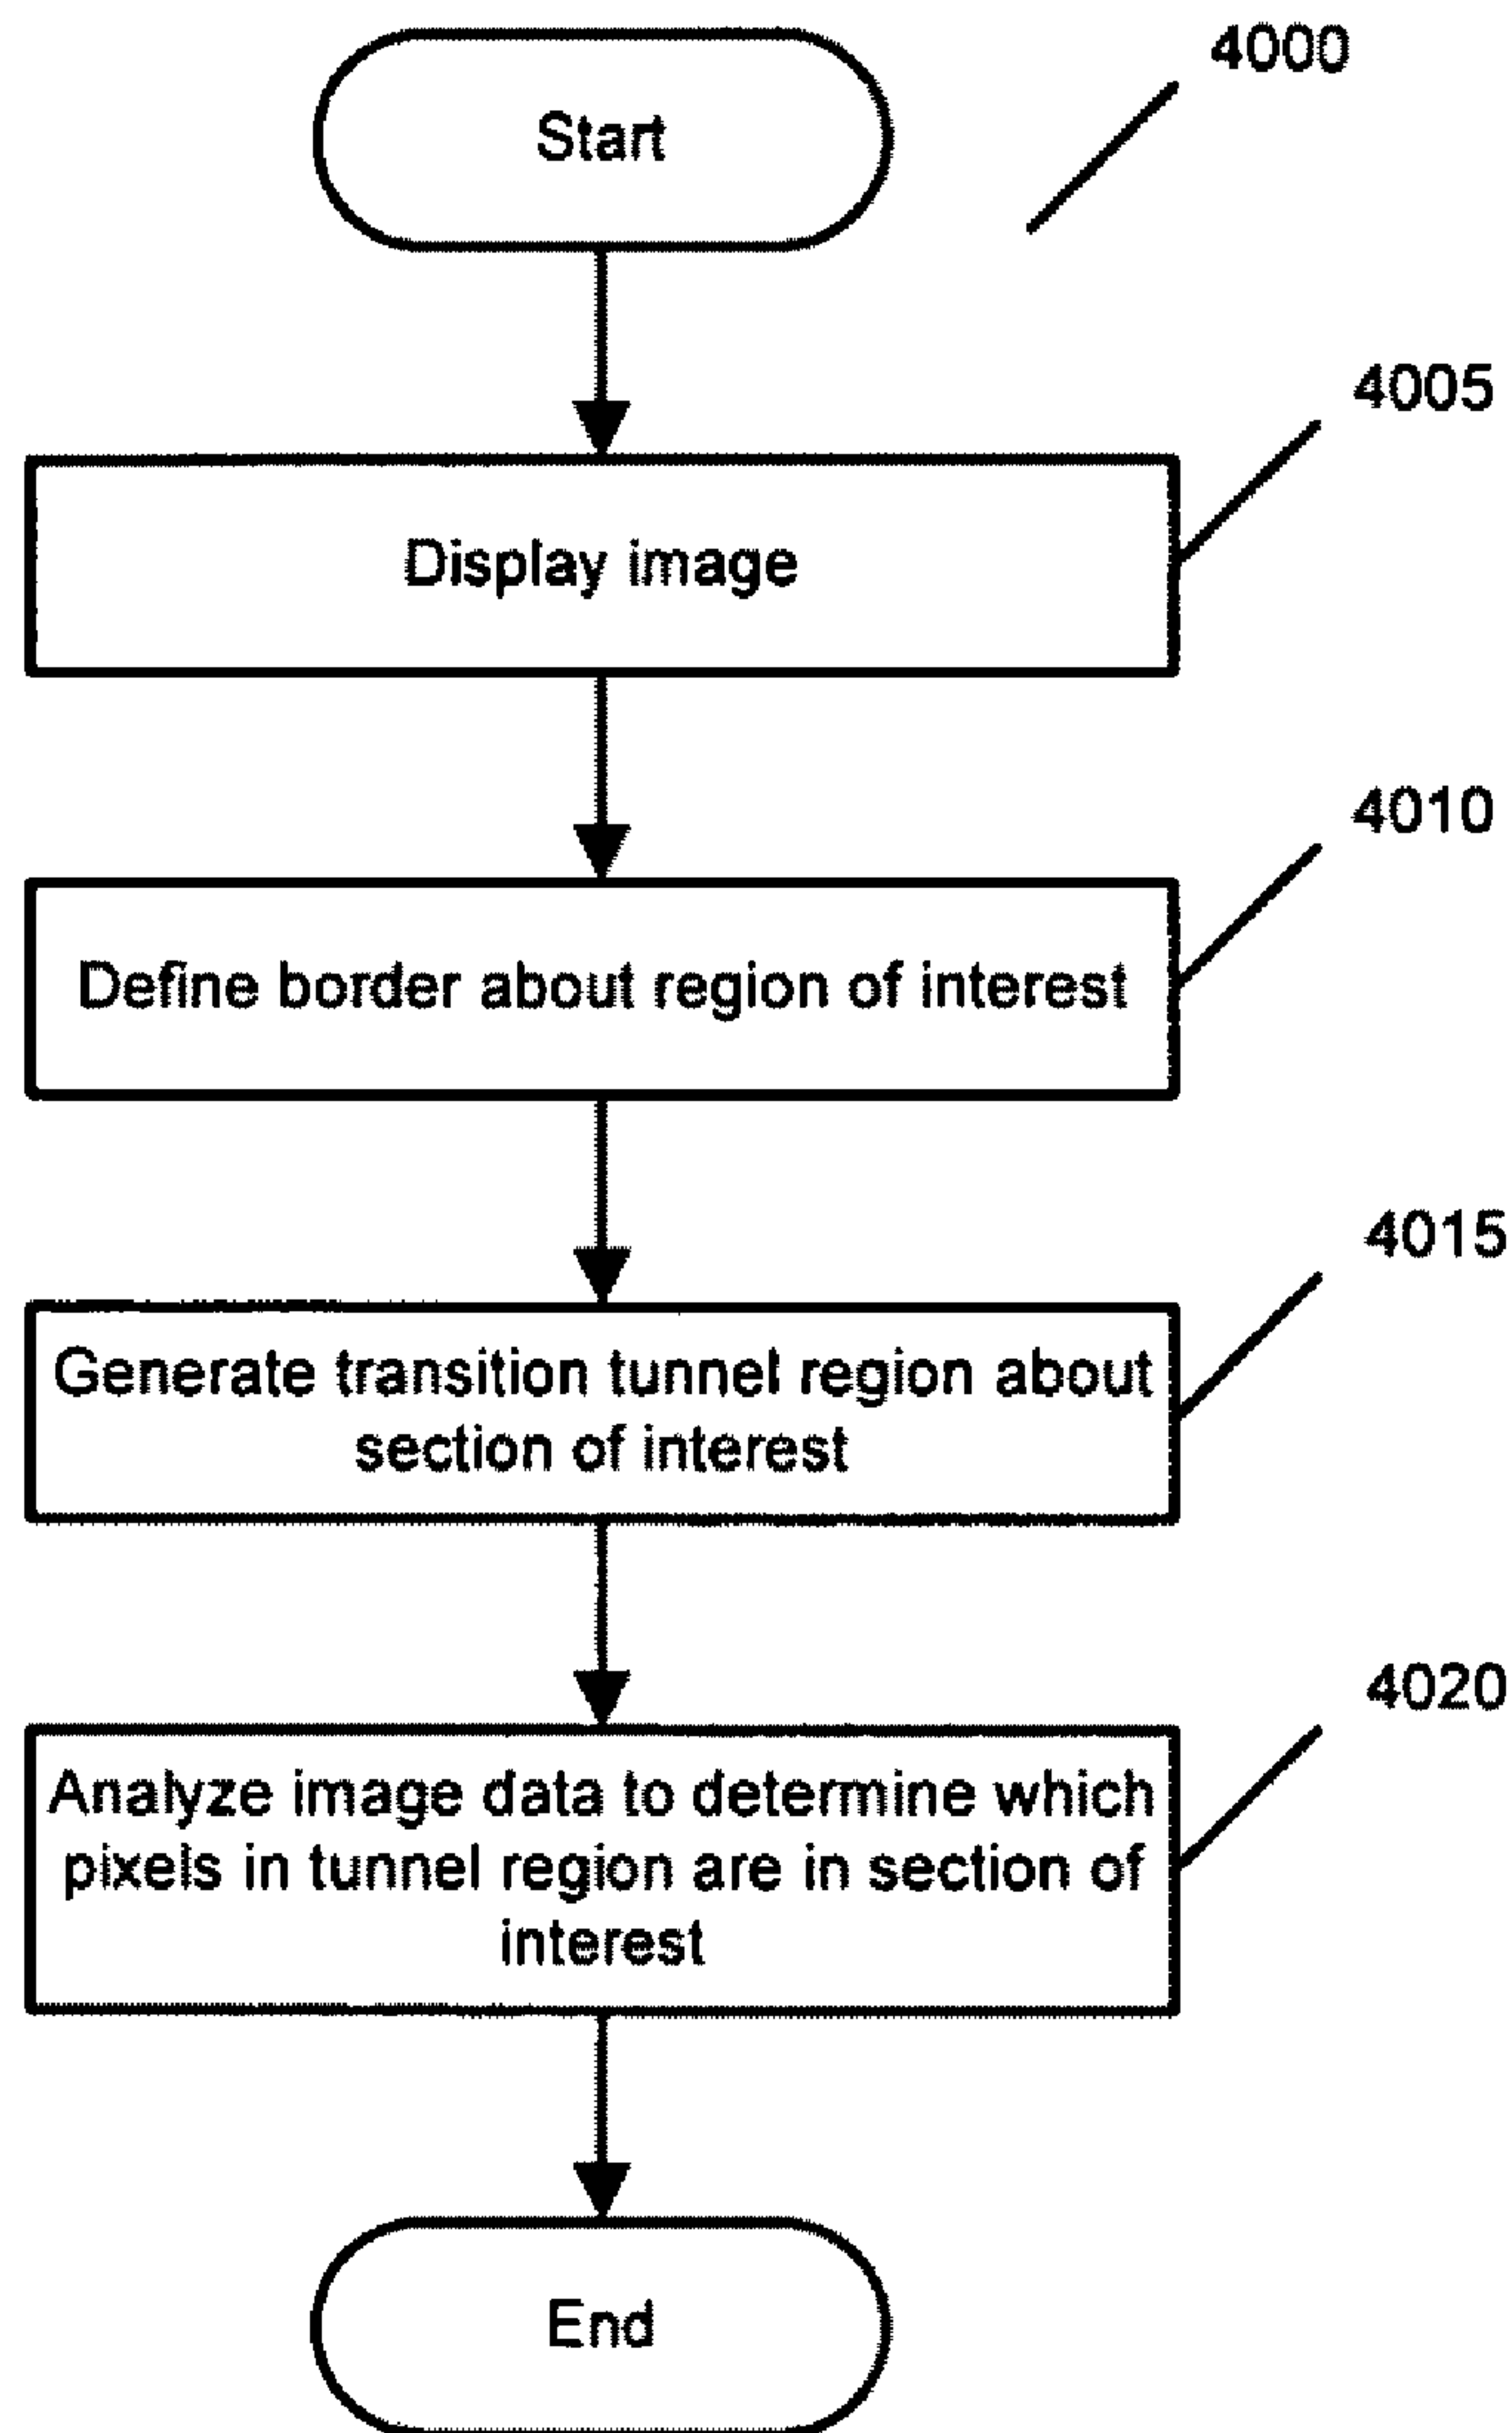 4000
Start
4005
Display image
4010
Define border about region of interest
4015
Generate transition tunnel region about
section of interest
4020
Analyze image data to determine which
pixels in tunnel region are in section of
interest
End